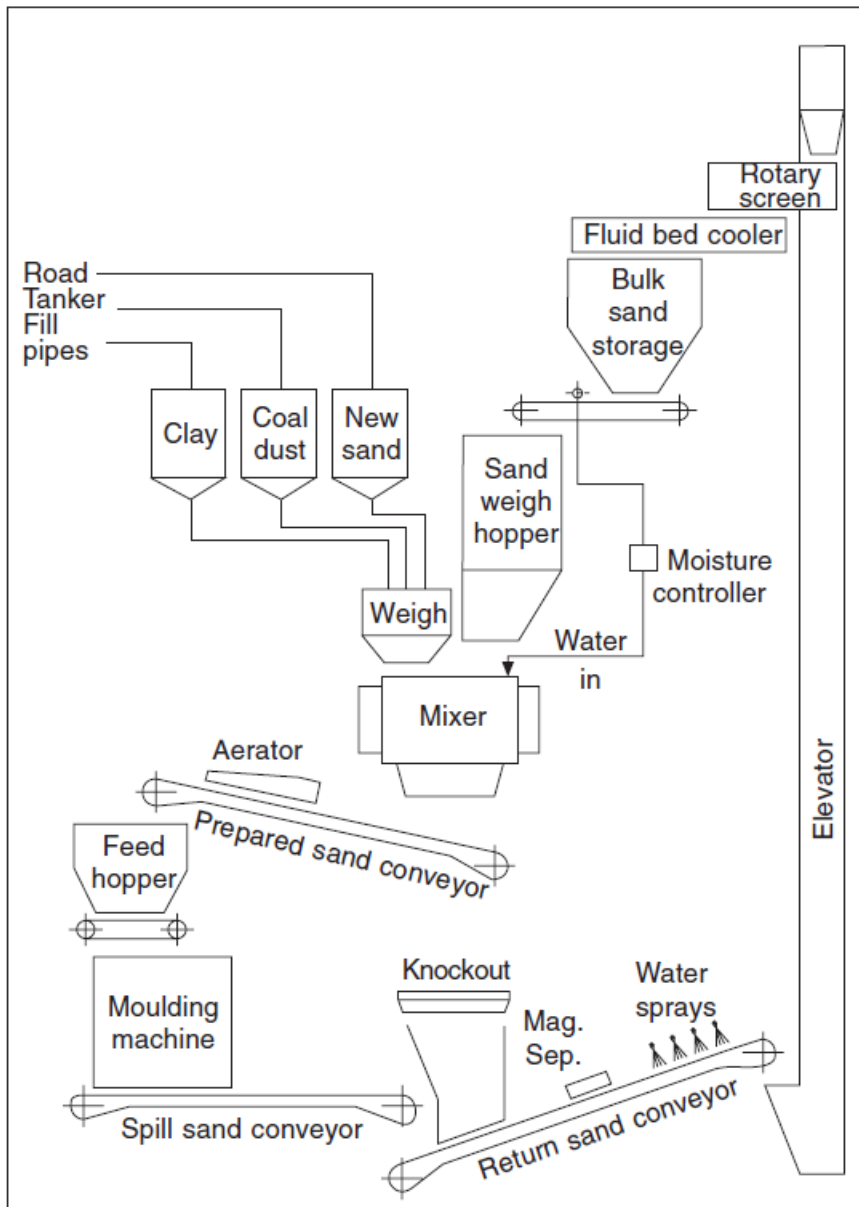 Rotary
screen
Fluid bed cooler
Bulk
sand
storage
Road
Tanker
Fill
pipes
Clay
Coal
dust
New
sand
Sand
weigh
hopper
Moisture
controller
Weigh
Water
in
Mixer
Aerator
Prepared sand conveyor
Elevator
Feed
hopper
Moulding
machine
Spill sand conveyor
Knockout
Mag.
Sep.
Water
sprays
Return sand conveyor